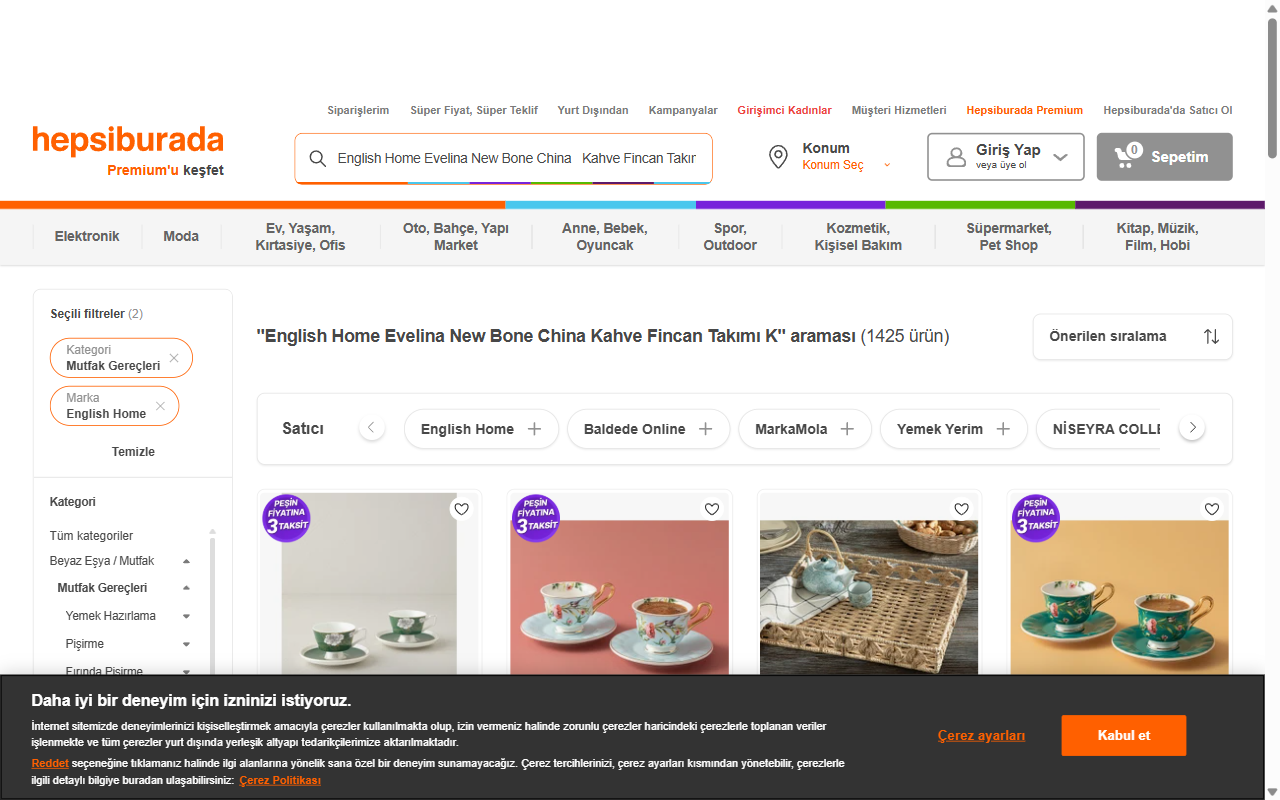 Siparişlerim Süper Fiyat, Süper Teklif Yurt Dışından Kampanyalar Girişimci Kadınlar Müşteri Hizmetleri Hepsiburada Premium Hepsiburada'da Satıcı Ol
hepsiburada
Premium'u keşfet
English Home Evelina New Bone China Kahve Fincan Takım
Konum
Konum Seç
Giriş Yap
veya üye ol
0
Sepetim
Elektronik
Moda
Ev, Yaşam,
Kırtasiye, Ofis
Oto, Bahçe, Yapı
Market
Anne, Bebek,
Oyuncak
Spor,
Outdoor
Kozmetik,
Kişisel Bakım
Süpermarket,
Pet Shop
Kitap, Müzik,
Film, Hobi
Seçili filtreler (2)
Kategori
Mutfak Gereçleri
Marka
English Home
Temizle
Kategori
Tüm kategoriler
Beyaz Eşya / Mutfak
Mutfak Gereçleri
Yemek Hazırlama
Pişirme
Fırında Pişirme
"English Home Evelina New Bone China Kahve Fincan Takımı K" araması (1425 ürün)
Önerilen sıralama
Satıcı
English Home
Baldede Online
MarkaMola
Yemek Yerim
NİSEYRA COLLE
PEŞİN
FİYATINA
3 TAKSİT
PEŞİN
FİYATINA
3 TAKSİT
PEŞİN
FİYATINA
3 TAKSİT
Daha iyi bir deneyim için izninizi istiyoruz.
İnternet sitemizde deneyimlerinizi kişiselleştirmek amacıyla çerezler kullanılmakta olup, izin vermeniz halinde zorunlu çerezler haricindeki çerezlerle toplanan veriler
işlenmekte ve tüm çerezler yurt dışında yerleşik altyapı tedarikçilerimize aktarılmaktadır.
Reddet seçeneğine tıklamanız halinde ilgi alanlarına yönelik sana özel bir deneyim sunamayacağız. Çerez tercihlerinizi, çerez ayarları kısmından yönetebilir, çerezlerle
ilgili detaylı bilgiye buradan ulaşabilirsiniz: Çerez Politikası
Çerez ayarları
Kabul et